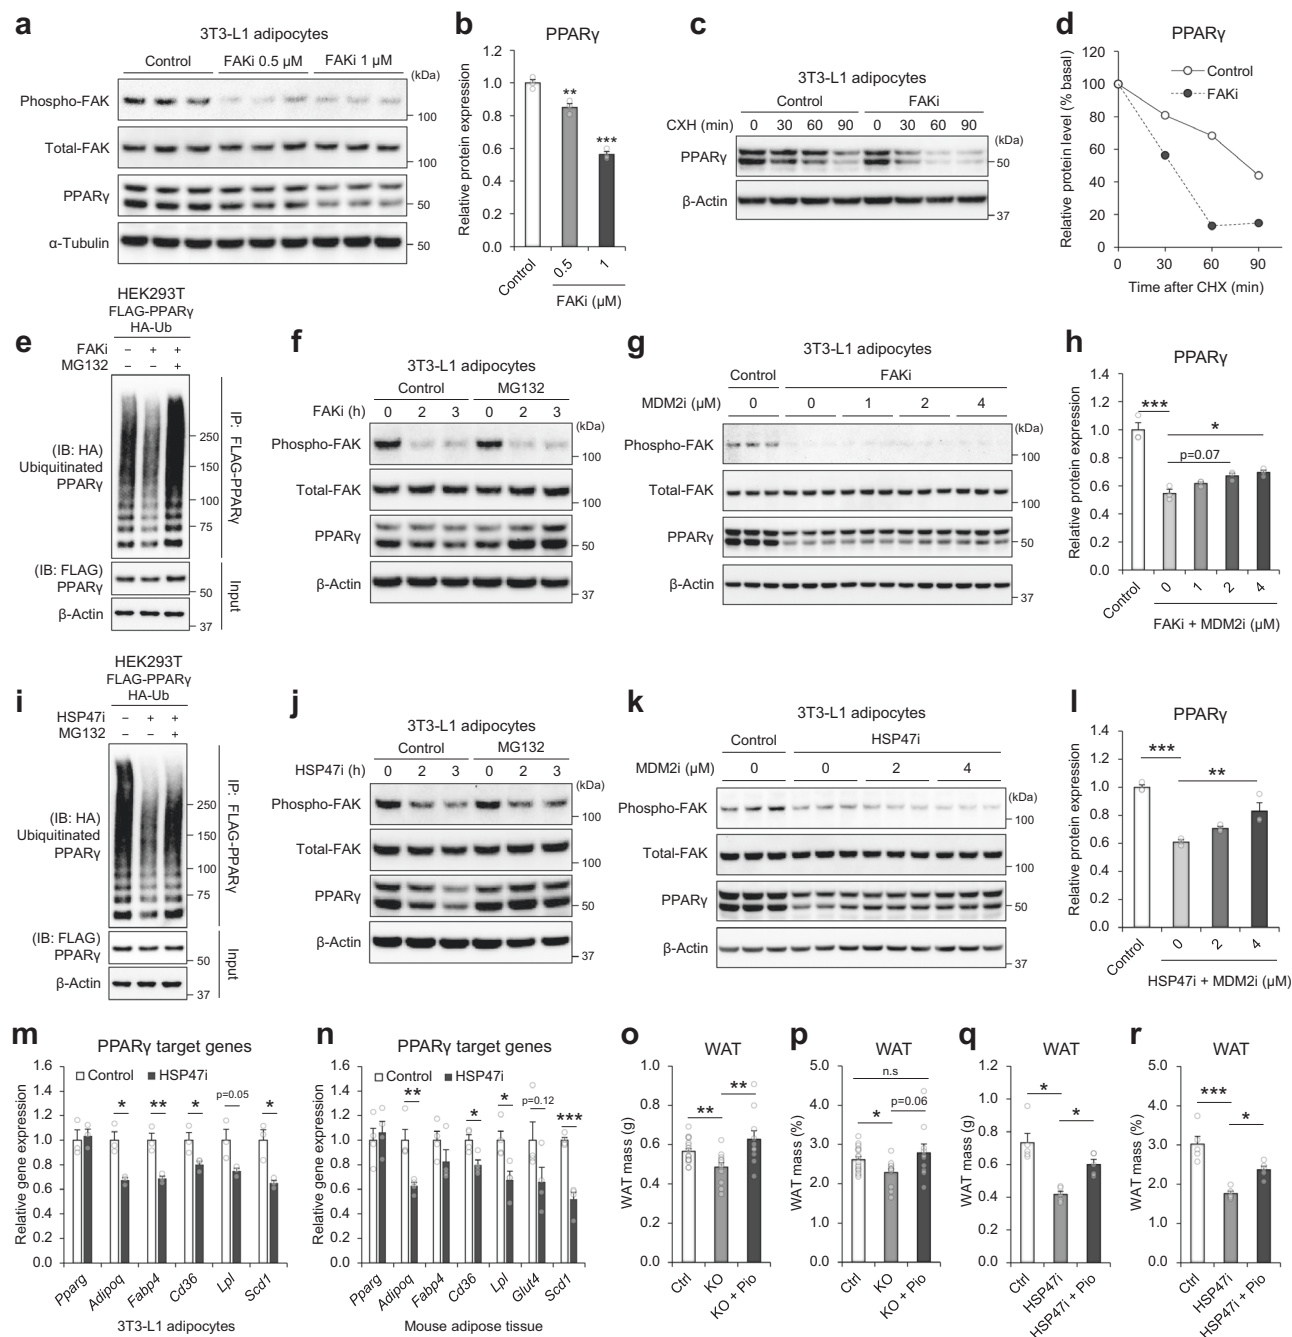 a
3T3-L1 adipocytes
Control FAKi 0.5 μM FAKi 1 μM
(kDa)
Phospho-FAK
100
Total-FAK
100
PPARγ
50
α-Tubulin
50
b
PPARγ
Relative protein expression
1.2
1.0
0.8
0.6
0.4
0.2
0.0
**
***
Control 0.5 1
FAKi (μM)
c
3T3-L1 adipocytes
Control FAKi
CXH (min) 0 30 60 90 0 30 60 90
(kDa)
PPARγ
50
β-Actin
37
d
PPARγ
Relative protein level (% basal)
120
100
80
60
40
20
0
Control
FAKi
0 30 60 90
Time after CHX (min)
e
HEK293T
FLAG-PPARγ
HA-Ub
FAKi – + +
MG132 – – +
(IB: HA)
Ubiquitinated
PPARγ
250
150
100
75
IP: FLAG-PPARγ
(IB: FLAG)
PPARγ
50
β-Actin
37
Input
f
3T3-L1 adipocytes
Control MG132
FAKi (h) 0 2 3 0 2 3
(kDa)
Phospho-FAK
100
Total-FAK
100
PPARγ
50
β-Actin
37
g
3T3-L1 adipocytes
Control FAKi
MDM2i (μM) 0 0 1 2 4
(kDa)
Phospho-FAK
100
Total-FAK
100
PPARγ
50
β-Actin
37
h
PPARγ
Relative protein expression
1.4
1.2
1.0
0.8
0.6
0.4
0.2
0.0
***
*
p=0.07
Control 0 1 2 4
FAKi + MDM2i (μM)
i
HEK293T
FLAG-PPARγ
HA-Ub
HSP47i – + +
MG132 – – +
(IB: HA)
Ubiquitinated
PPARγ
250
150
100
75
IP: FLAG-PPARγ
(IB: FLAG)
PPARγ
50
β-Actin
37
Input
j
3T3-L1 adipocytes
Control MG132
HSP47i (h) 0 2 3 0 2 3
(kDa)
Phospho-FAK
100
Total-FAK
100
PPARγ
50
β-Actin
37
k
3T3-L1 adipocytes
Control HSP47i
MDM2i (μM) 0 0 2 4
(kDa)
Phospho-FAK
100
Total-FAK
100
PPARγ
50
β-Actin
37
l
PPARγ
Relative protein expression
1.4
1.2
1.0
0.8
0.6
0.4
0.2
0.0
***
**
Control 0 2 4
HSP47i + MDM2i (μM)
m
PPARγ target genes
Relative gene expression
1.6
1.4
1.2
1.0
0.8
0.6
0.4
0.2
0.0
Control HSP47i
* ** * p=0.05 *
Pparg Adipoq Fabp4 Cd36 Lpl Scd1
3T3-L1 adipocytes
n
PPARγ target genes
Relative gene expression
1.6
1.4
1.2
1.0
0.8
0.6
0.4
0.2
0.0
Control HSP47i
** * * p=0.12 ***
Pparg Adipoq Fabp4 Cd36 Lpl Glut4 Scd1
Mouse adipose tissue
o
WAT
WAT mass (g)
1.0
0.8
0.6
0.4
0.2
0.0
** **
Ctrl KO KO + Pio
p
WAT
WAT mass (%)
5.0
4.0
3.0
2.0
1.0
0.0
n.s
* p=0.06
Ctrl KO KO + Pio
q
WAT
WAT mass (g)
1.2
1.0
0.8
0.6
0.4
0.2
0.0
* *
Ctrl HSP47i HSP47i + Pio
r
WAT
WAT mass (%)
5.0
4.0
3.0
2.0
1.0
0.0
*** *
Ctrl HSP47i HSP47i + Pio